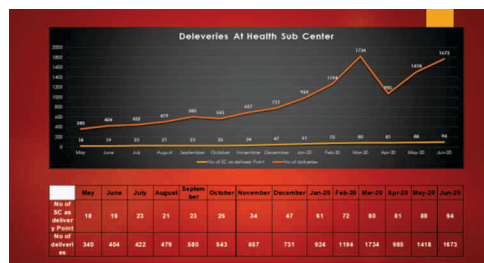 Deleveries At Health Sub Center
2000
1800
1600
1400
1200
1000
800
600
400
200
0
340 404 422 479 580 543 657 731 924 1194 1734 985 1418 1673
18 19 23 21 23 26 34 47 61 72 80 81 88 94
May June July August September October November December Jan-20 Feb-20 Mar-20 Apr-20 May-20 Jun-20
No of SC as delivery Point No of deliveries
May June July August Septem October November December Jan-20 Feb-20 Mar-20 Apr-20 May-20 Jun-20
ber
No of
SC as
deliver
y Point
18 19 23 21 23 26 34 47 61 72 80 81 88 94
No of
deliveri
es
340 404 422 479 580 543 657 731 924 1194 1734 985 1418 1673